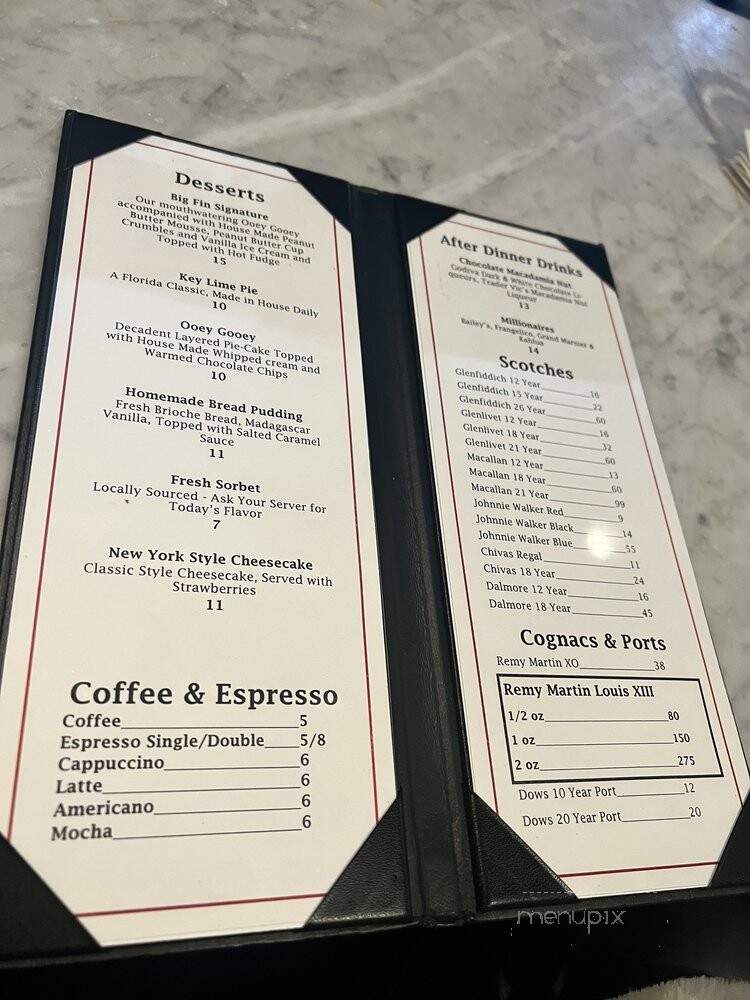 Desserts
Big Fin Signature
Our mouthwatering Ooey Gooey
accompanied with House Made Peanut
Butter Mousse, Peanut Butter Cup
Crumbles and Vanilla Ice Cream and
Topped with Hot Fudge
15
Key Lime Pie
A Florida Classic, Made in House Daily
10
Ooey Gooey
Decadent Layered Pie-Cake Topped
with House Made Whipped cream and
Warmed Chocolate Chips
10
Homemade Bread Pudding
Fresh Brioche Bread, Madagascar
Vanilla, Topped with Salted Caramel
Sauce
11
Fresh Sorbet
Locally Sourced - Ask Your Server for
Today's Flavor
7
New York Style Cheesecake
Classic Style Cheesecake, Served with
Strawberries
11
Coffee & Espresso
Coffee 5
Espresso Single/Double 5/8
Cappuccino 6
Latte 6
Americano 6
Mocha 6
After Dinner Drinks
Chocolate Macadamia Nut
Godiva Dark & White Chocolate Li-
queurs, Trader Vic's Macadamia Nut
Liqueur
13
Millionaires
Bailey's, Frangelico, Grand Marnier &
Kahlua
14
Scotches
Glenfiddich 12 Year 16
Glenfiddich 15 Year 22
Glenfiddich 26 Year 60
Glenlivet 12 Year 16
Glenlivet 18 Year 32
Glenlivet 21 Year 60
Macallan 12 Year 13
Macallan 18 Year 60
Macallan 21 Year 99
Johnnie Walker Red 9
Johnnie Walker Black 14
Johnnie Walker Blue 55
Chivas Regal 11
Chivas 18 Year 24
Dalmore 12 Year 16
Dalmore 18 Year 45
Cognacs & Ports
Remy Martin XO 38
Remy Martin Louis XIII
1/2 oz 80
1 oz 150
2 oz 275
Dows 10 Year Port 12
Dows 20 Year Port 20
menupix